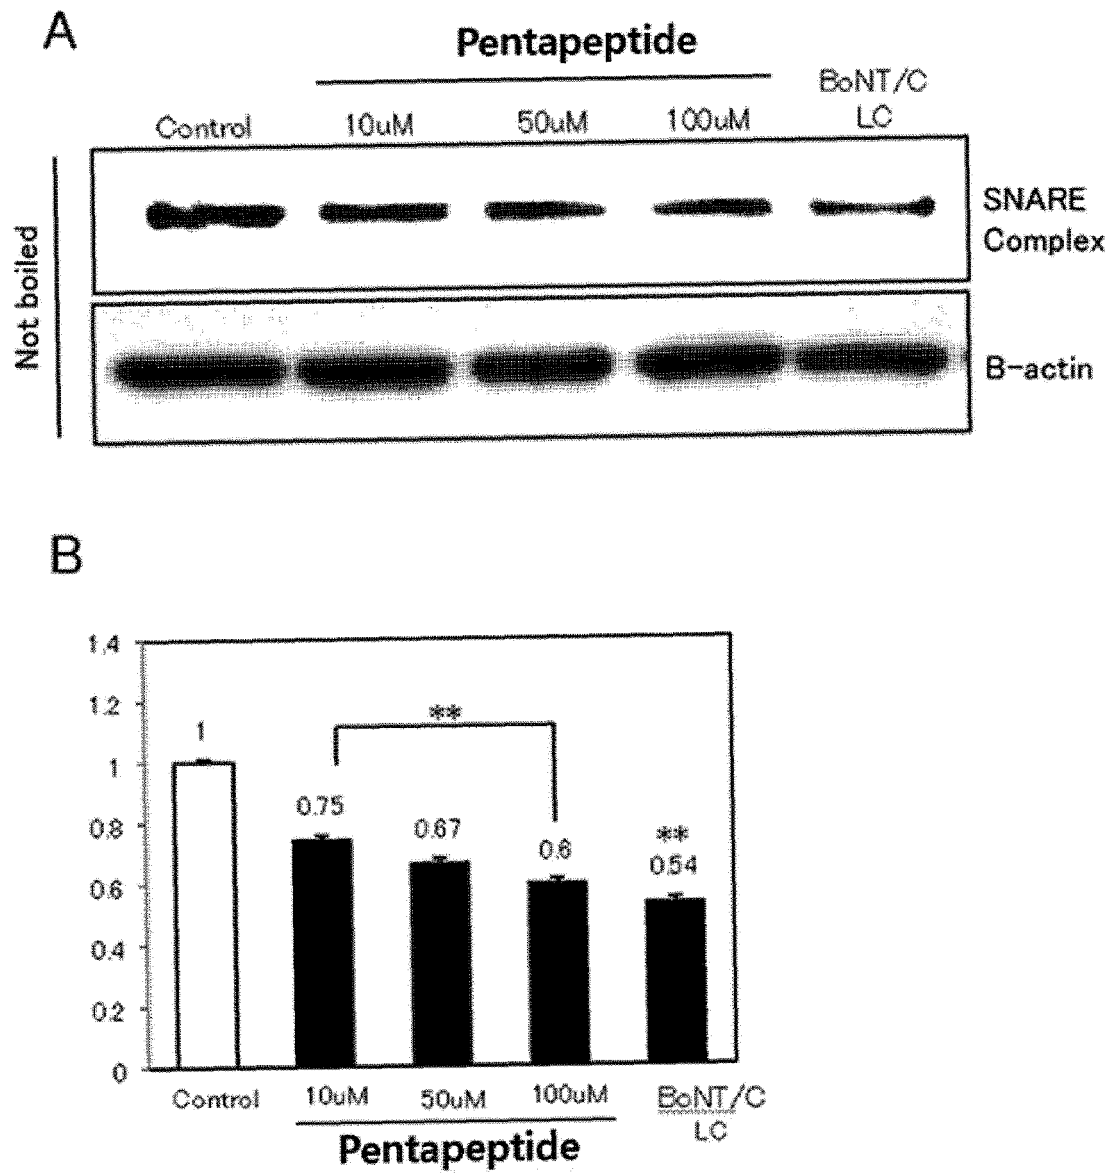 A
Pentapeptide
Control 10uM 50uM 100uM BoNT/C
LC
Not boiled
SNARE
Complex
B-actin
B
1.4
1.2
1
0.8
0.6
0.4
0.2
0
1
0.75
0.67
0.6
0.54
**
**
Control 10uM 50uM 100uM BoNT/C
LC
Pentapeptide